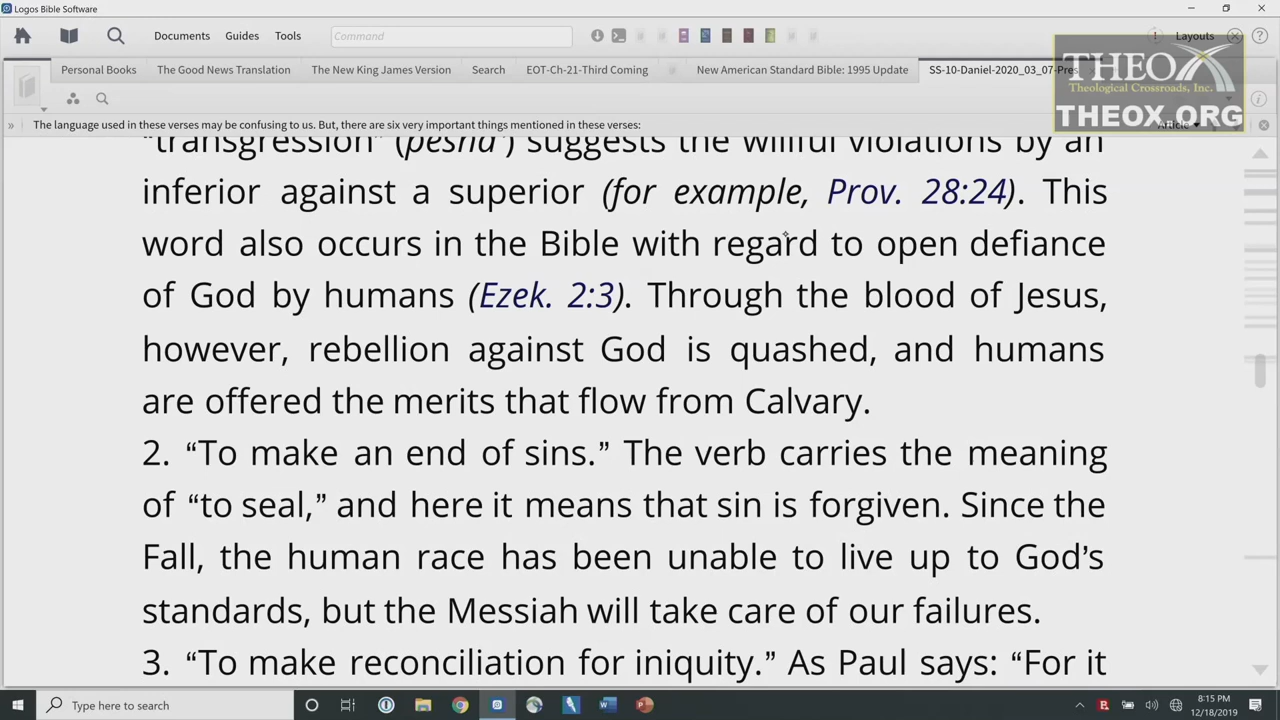 Logos Bible Software
Documents Guides Tools Command Layouts
Personal Books The Good News Translation The New King James Version Search EOT-Ch-21-Third Coming New American Standard Bible: 1995 Update SS-10-Daniel-2020_03_07-Pres
THEOX
Theological Crossroads, Inc.
THEOX.ORG
» The language used in these verses may be confusing to us. But, there are six very important things mentioned in these verses: Article
"transgression" (pesha') suggests the willful violations by an
inferior against a superior (for example, Prov. 28:24). This
word also occurs in the Bible with regard to open defiance
of God by humans (Ezek. 2:3). Through the blood of Jesus,
however, rebellion against God is quashed, and humans
are offered the merits that flow from Calvary.
2. “To make an end of sins.” The verb carries the meaning
of “to seal,” and here it means that sin is forgiven. Since the
Fall, the human race has been unable to live up to God’s
standards, but the Messiah will take care of our failures.
3. “To make reconciliation for iniquity.” As Paul says: “For it
Type here to search
8:15 PM
12/18/2019